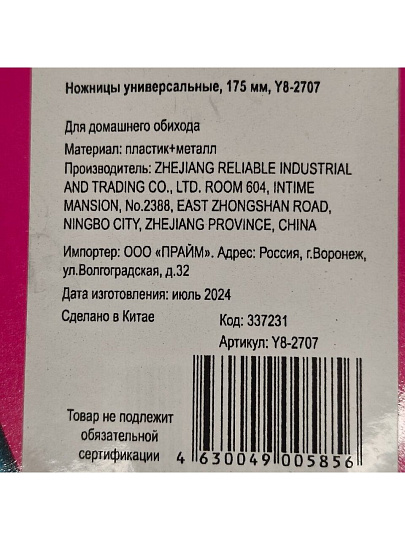 Ножницы универсальные, 175 мм, Y8-2707
Для домашнего обихода
Материал: пластик+металл
Производитель: ZHEJIANG RELIABLE INDUSTRIAL
AND TRADING CO., LTD. ROOM 604, INTIME
MANSION, No.2388, EAST ZHONGSHAN ROAD,
NINGBO CITY, ZHEJIANG PROVINCE, CHINA
Импортер: ООО «ПРАЙМ». Адрес: Россия, г.Воронеж,
ул.Волгоградская, д.32
Дата изготовления: июль 2024
Сделано в Китае
Код: 337231
Артикул: Y8-2707
Товар не подлежит
обязательной
сертификации
4 630049 005856